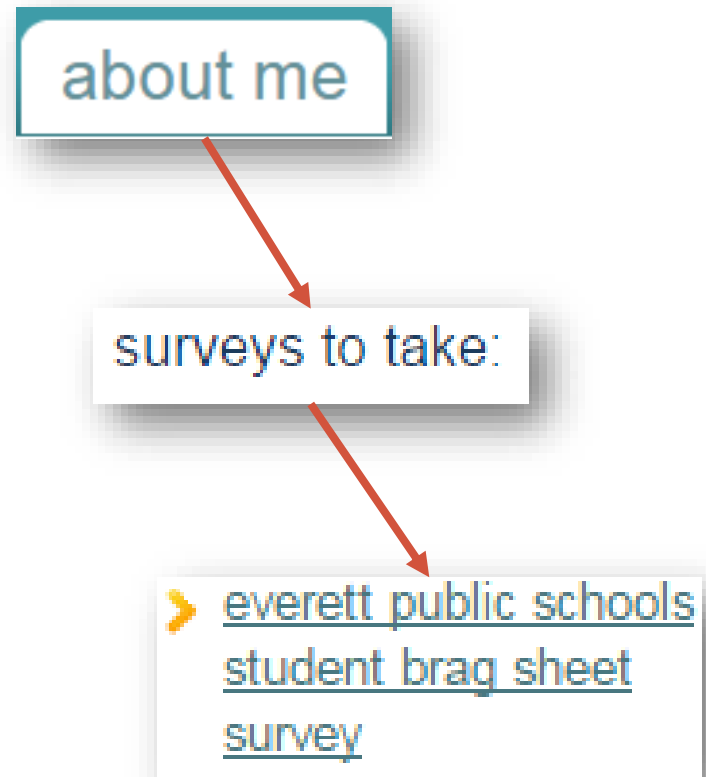 about me
surveys to take:
everett public schools
student brag sheet
survey